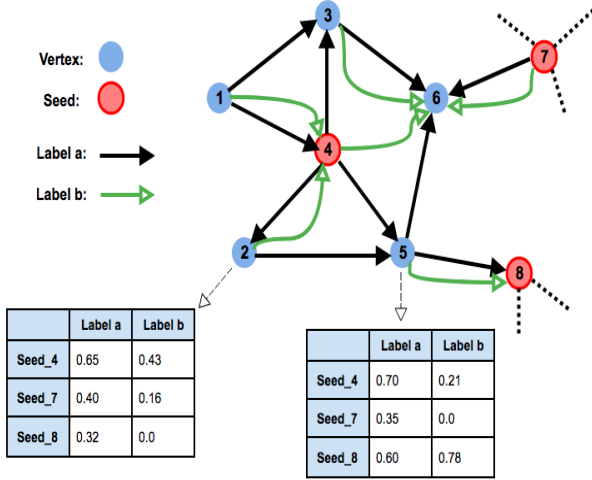 3
Vertex:
7
1
6
Seed:
4
Label a:
Label b:
2
5
8
Label a Label b
Seed_4 0.65 0.43
Seed_7 0.40 0.16
Seed_8 0.32 0.0
Label a Label b
Seed_4 0.70 0.21
Seed_7 0.35 0.0
Seed_8 0.60 0.78